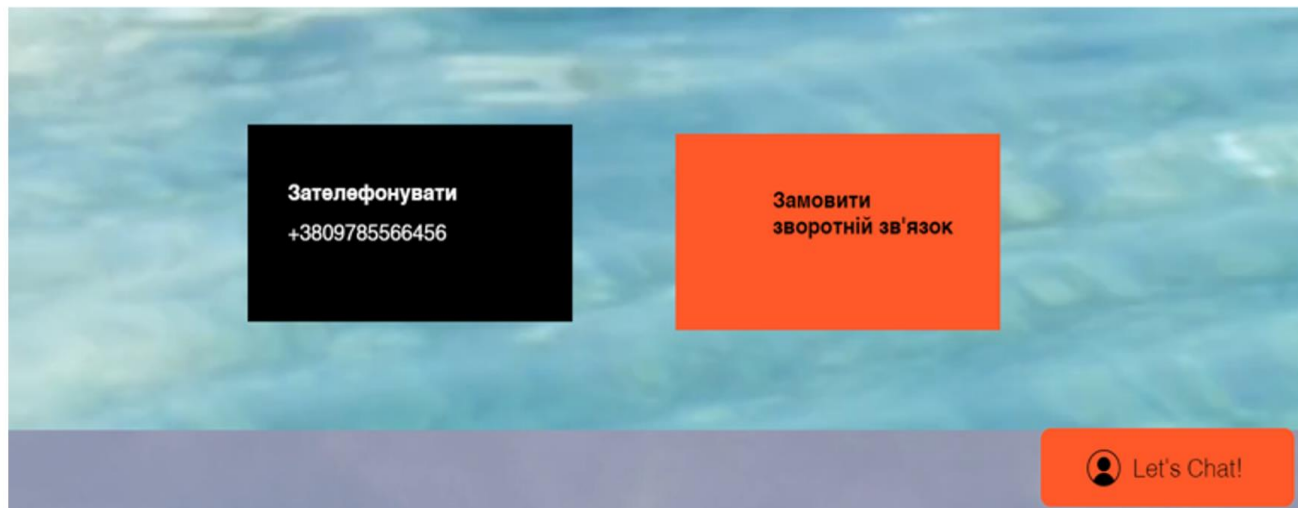 Зателефонувати
+3809785566456
Замовити
зворотній зв'язок
Let's Chat!